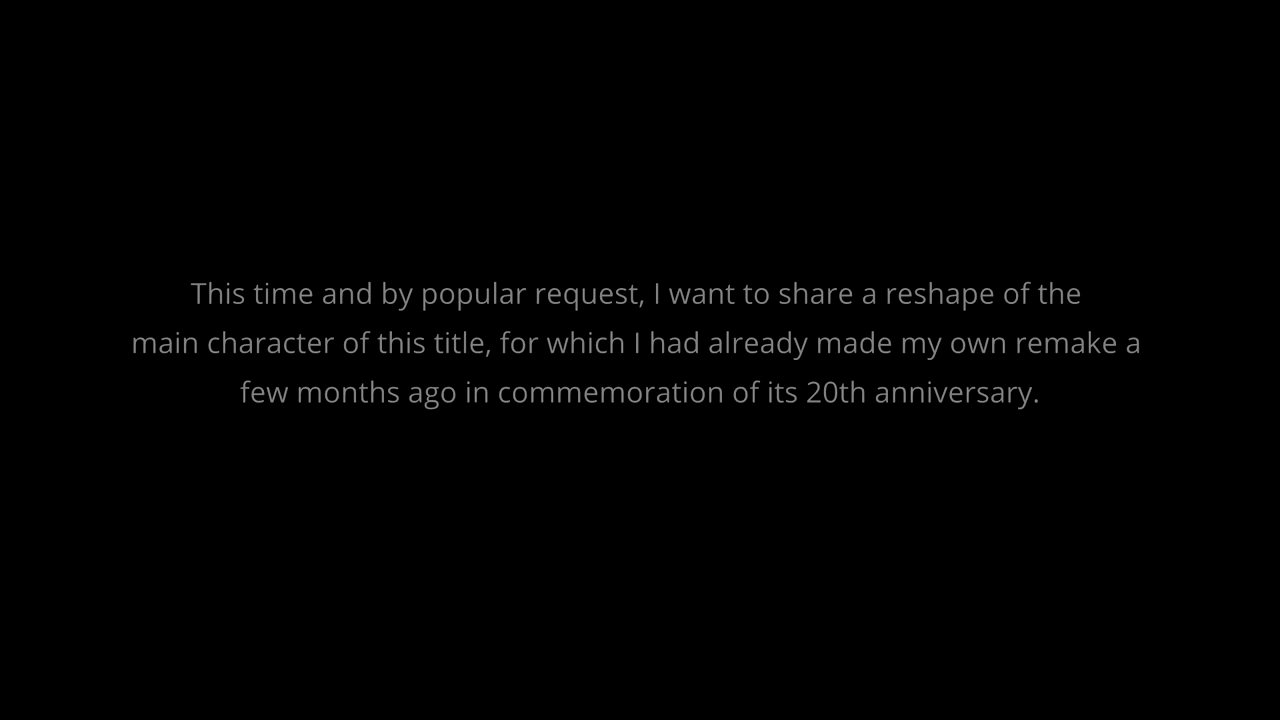 This time and by popular request, I want to share a reshape of the
main character of this title, for which I had already made my own remake a
few months ago in commemoration of its 20th anniversary.